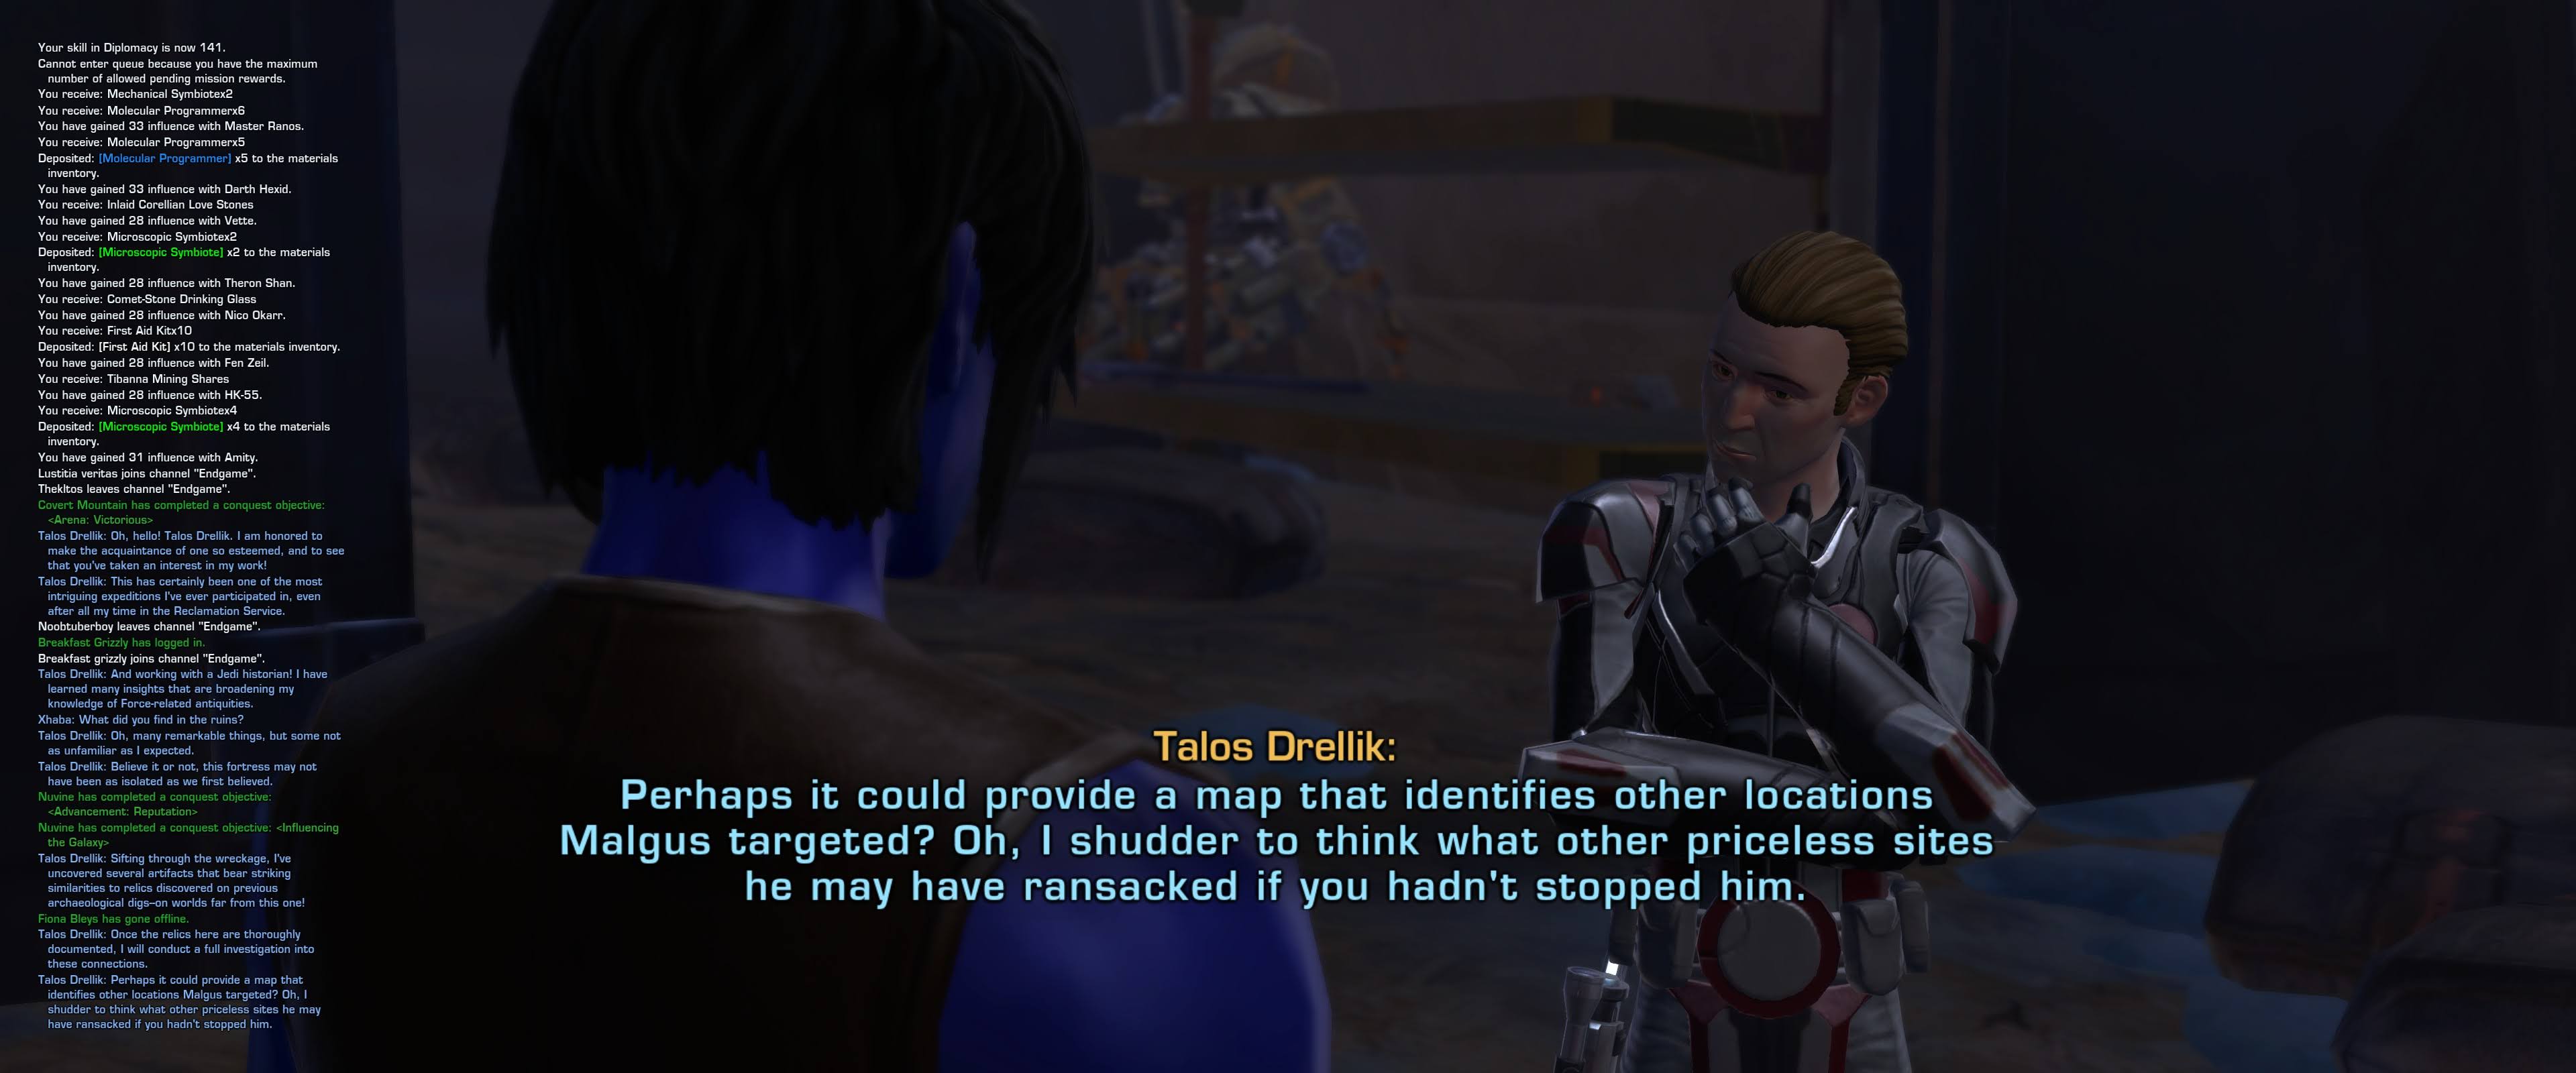 Your skill in Diplomacy is now 141.
Cannot enter queue because you have the maximum
number of allowed pending mission rewards.
You receive: Mechanical Symbiotex2
You receive: Molecular Programmerx6
You have gained 33 influence with Master Ranos.
You receive: Molecular Programmerx5
Deposited: [Molecular Programmer] x5 to the materials
inventory.
You have gained 33 influence with Darth Hexid.
You receive: Inlaid Corellian Love Stones
You have gained 28 influence with Vette.
You receive: Microscopic Symbiotex2
Deposited: [Microscopic Symbiote] x2 to the materials
inventory.
You have gained 28 influence with Theron Shan.
You receive: Comet-Stone Drinking Glass
You have gained 28 influence with Nico Okarr.
You receive: First Aid Kitx10
Deposited: [First Aid Kit] x10 to the materials inventory.
You have gained 28 influence with Fen Zeil.
You receive: Tibanna Mining Shares
You have gained 28 influence with HK-55.
You receive: Microscopic Symbiotex4
Deposited: [Microscopic Symbiote] x4 to the materials
inventory.
You have gained 31 influence with Amity.
Lustitia veritas joins channel "Endgame".
Thekltos leaves channel "Endgame".
Covert Mountain has completed a conquest objective:
<Arena: Victorious>
Talos Drellik: Oh, hello! Talos Drellik. I am honored to
make the acquaintance of one so esteemed, and to see
that you've taken an interest in my work!
Talos Drellik: This has certainly been one of the most
intriguing expeditions I've ever participated in, even
after all my time in the Reclamation Service.
Noobtuberboy leaves channel "Endgame".
Breakfast Grizzly has logged in.
Breakfast grizzly joins channel "Endgame".
Talos Drellik: And working with a Jedi historian! I have
learned many insights that are broadening my
knowledge of Force-related antiquities.
Xhaba: What did you find in the ruins?
Talos Drellik: Oh, many remarkable things, but some not
as unfamiliar as I expected.
Talos Drellik: Believe it or not, this fortress may not
have been as isolated as we first believed.
Nuvine has completed a conquest objective:
<Advancement: Reputation>
Nuvine has completed a conquest objective: <Influencing
the Galaxy>
Talos Drellik: Sifting through the wreckage, I've
uncovered several artifacts that bear striking
similarities to relics discovered on previous
archaeological digs—on worlds far from this one!
Fiona Bleys has gone offline.
Talos Drellik: Once the relics here are thoroughly
documented, I will conduct a full investigation into
these connections.
Talos Drellik: Perhaps it could provide a map that
identifies other locations Malgus targeted? Oh, I
shudder to think what other priceless sites he may
have ransacked if you hadn't stopped him.
Talos Drellik:
Perhaps it could provide a map that identifies other locations
Malgus targeted? Oh, I shudder to think what other priceless sites
he may have ransacked if you hadn't stopped him.